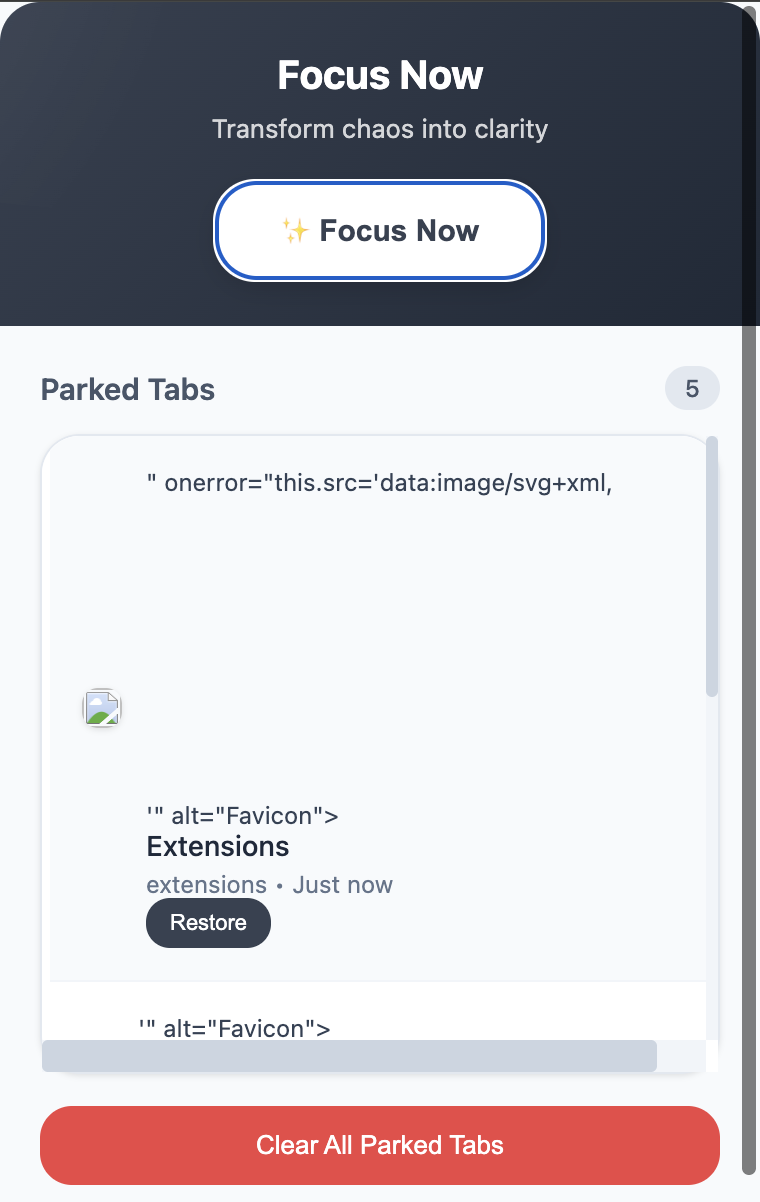 Focus Now
Transform chaos into clarity
✨ Focus Now
Parked Tabs
5
" onerror="this.src='data:image/svg+xml,
'" alt="Favicon">
Extensions
extensions • Just now
Restore
'" alt="Favicon">
Clear All Parked Tabs